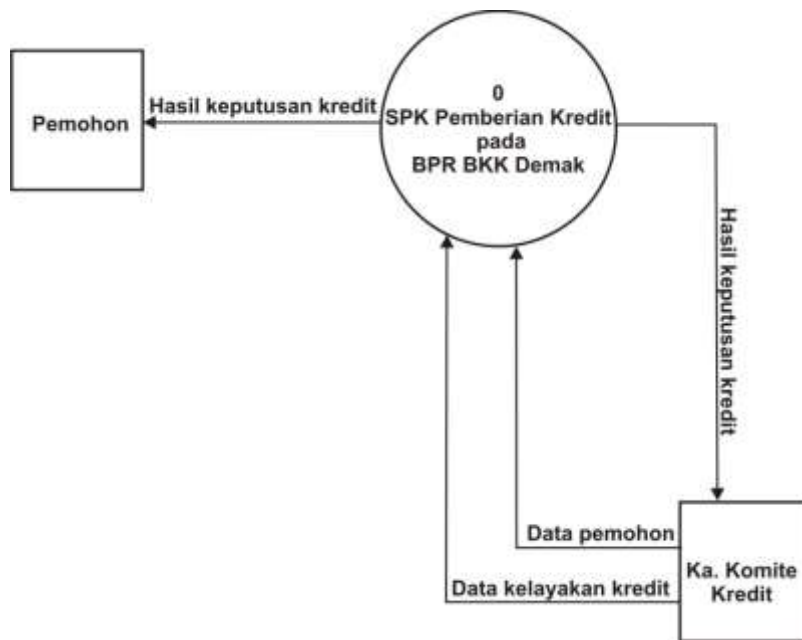 Pemohon
Hasil keputusan kredit
0
SPK Pemberian Kredit
pada
BPR BKK Demak
Hasil keputusan kredit
Data pemohon
Data kelayakan kredit
Ka. Komite
Kredit